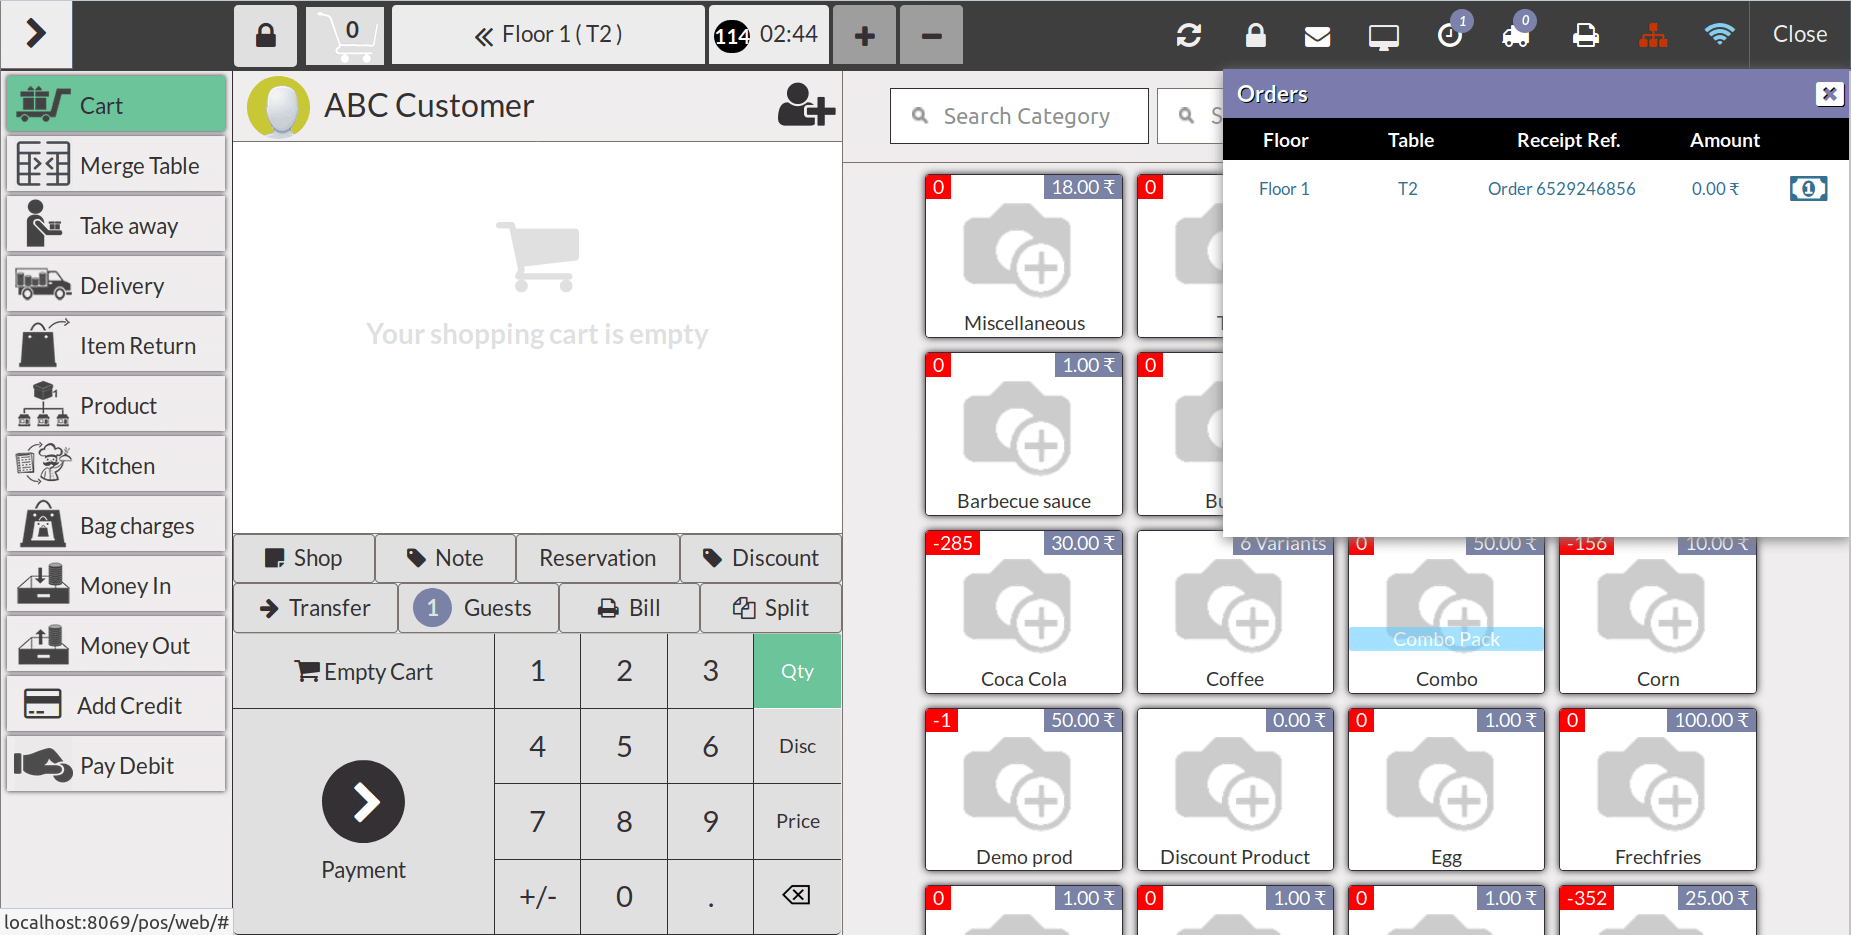 0
Floor 1 ( T2 )
114 02:44
1
0
Close
Cart
Merge Table
Take away
Delivery
Item Return
Product
Kitchen
Bag charges
Money In
Money Out
Add Credit
Pay Debit
localhost:8069/pos/web/#
ABC Customer
Your shopping cart is empty
Shop Note Reservation Discount
Transfer 1 Guests Bill Split
Empty Cart 1 2 3 Qty
4 5 6 Disc
7 8 9 Price
Payment
+/- 0 .
Search Category
S
Orders
Floor Table Receipt Ref. Amount
Floor 1 T2 Order 6529246856 0.00 ₹
0 18.00 ₹ 0
Miscellaneous
0 1.00 ₹ 0
Barbecue sauce
-285 30.00 ₹ 6 Variants 0 50.00 ₹ -156 10.00 ₹
Combo Pack
Coca Cola Coffee Combo Corn
-1 50.00 ₹ 0.00 ₹ 0 1.00 ₹ 0 100.00 ₹
Demo prod Discount Product Egg Frechfries
0 1.00 ₹ 0 1.00 ₹ 0 1.00 ₹ -352 25.00 ₹